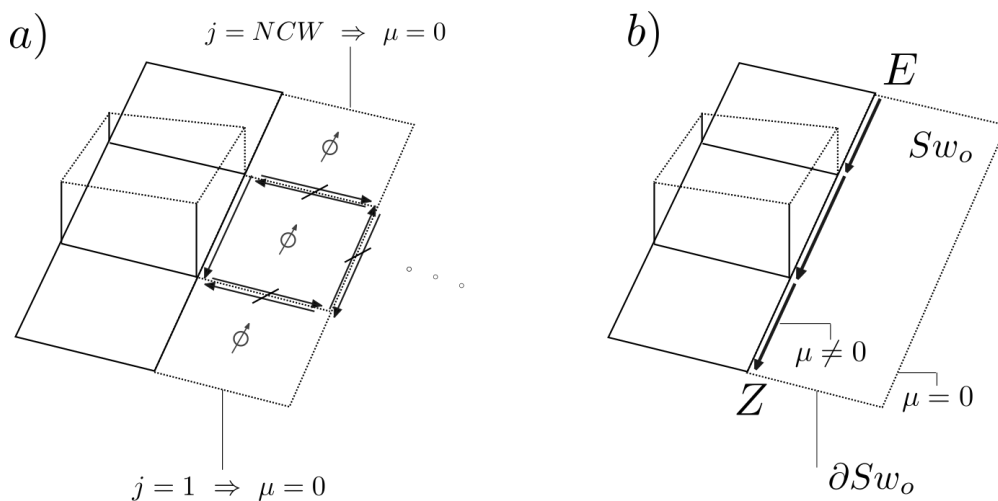 a)
j = NCW ⇒ μ = 0
ϕ
ϕ
ϕ
j = 1 ⇒ μ = 0
b)
E
Sw_o
μ ≠ 0
μ = 0
Z
∂Sw_o